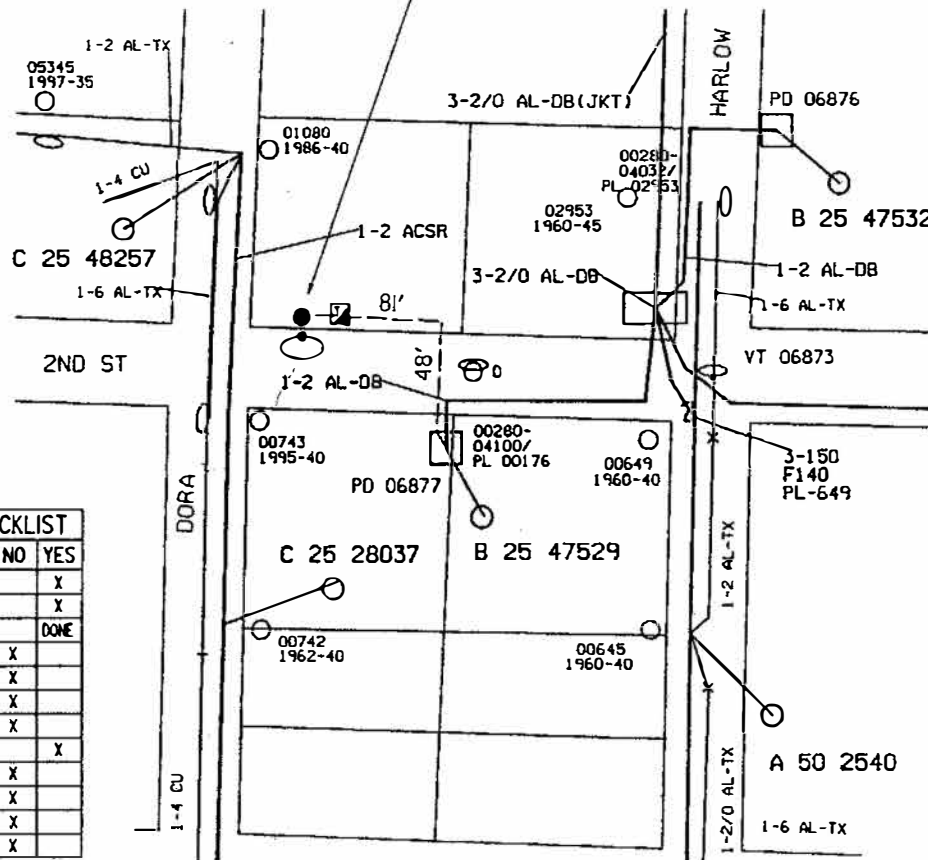 1-2 AL-TX
05345
1997-35
3-2/0 AL-DB(JKT)
HARLOW
PD 06876
01080
1986-40
00280-
04032/
PL 02953
1-4 CU
02953
1960-45
B 25 47532
C 25 48257
1-2 ACSR
3-2/0 AL-DB
1-2 AL-DB
1-6 AL-TX
81'
1-6 AL-TX
2ND ST
48'
VT 06873
1-2 AL-DB
00743
1995-40
00280-
04100/
PL 00176
00649
1960-40
3-150
F140
PL-649
PD 06877
DORA
CKLIST
NO YES
X
X
DONE
X
X
X
X
X
X
X
X
X
C 25 28037
B 25 47529
1-2 AL-TX
00742
1962-40
00645
1960-40
A 50 2540
1-4 CU
1-2/0 AL-TX
1-6 AL-TX